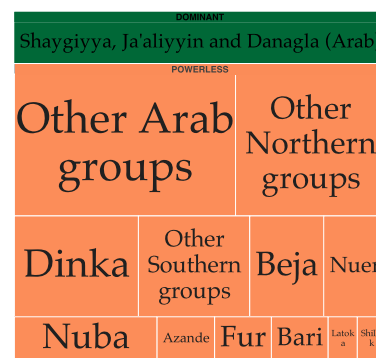 DOMINANT
Shaygiyya, Ja'aliyyin and Danagla (Arab
POWERLESS
Other Arab
groups
Other
Northern
groups
Dinka
Other
Southern
groups
Beja
Nuer
Nuba
Azande
Fur
Bari
Latok
a
Shil
k